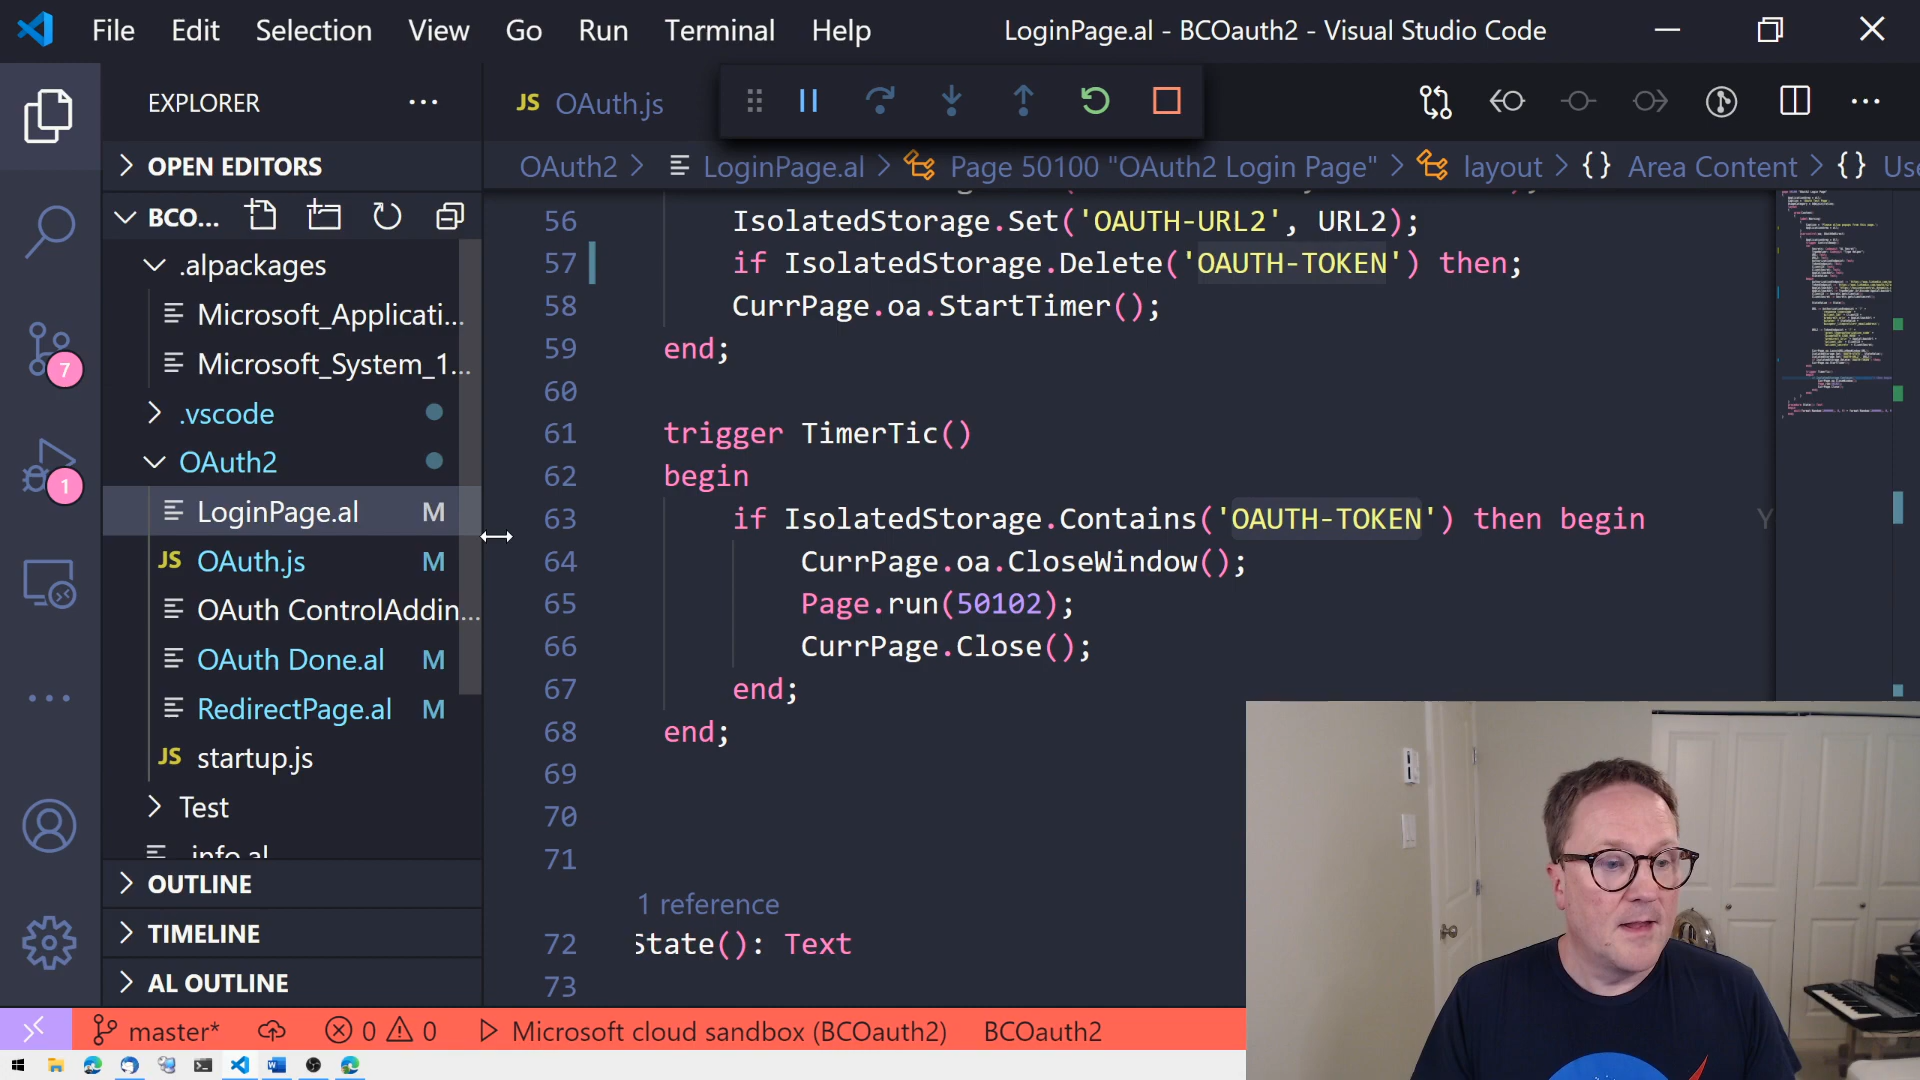 File Edit Selection View Go Run Terminal Help LoginPage.al - BCOauth2 - Visual Studio Code
EXPLORER
JS OAuth.js
OPEN EDITORS
OAuth2 > LoginPage.al > Page 50100 "OAuth2 Login Page" > layout > {} Area Content > {} Use
BCO...
56 IsolatedStorage.Set('OAUTH-URL2', URL2);
.alpackages
57 if IsolatedStorage.Delete('OAUTH-TOKEN') then;
Microsoft_Applicati...
58 CurrPage.oa.StartTimer();
Microsoft_System_1...
59 end;
7
60
.vscode
61 trigger TimerTic()
OAuth2
62 begin
1
LoginPage.al M
63 if IsolatedStorage.Contains('OAUTH-TOKEN') then begin Y
JS OAuth.js M
64 CurrPage.oa.CloseWindow();
OAuth ControlAddin...
65 Page.run(50102);
OAuth Done.al M
66 CurrPage.Close();
RedirectPage.al M
67 end;
68 end;
JS startup.js
69
Test
70
info.al
71
OUTLINE
1 reference
TIMELINE
72 State(): Text
AL OUTLINE
73
master* 0 0 Microsoft cloud sandbox (BCOauth2) BCOauth2